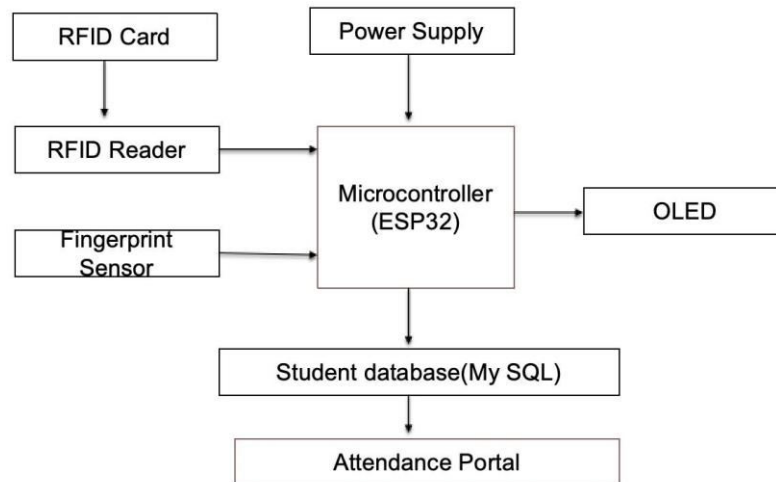 RFID Card
Power Supply
RFID Reader
Microcontroller
(ESP32)
OLED
Fingerprint
Sensor
Student database(My SQL)
Attendance Portal